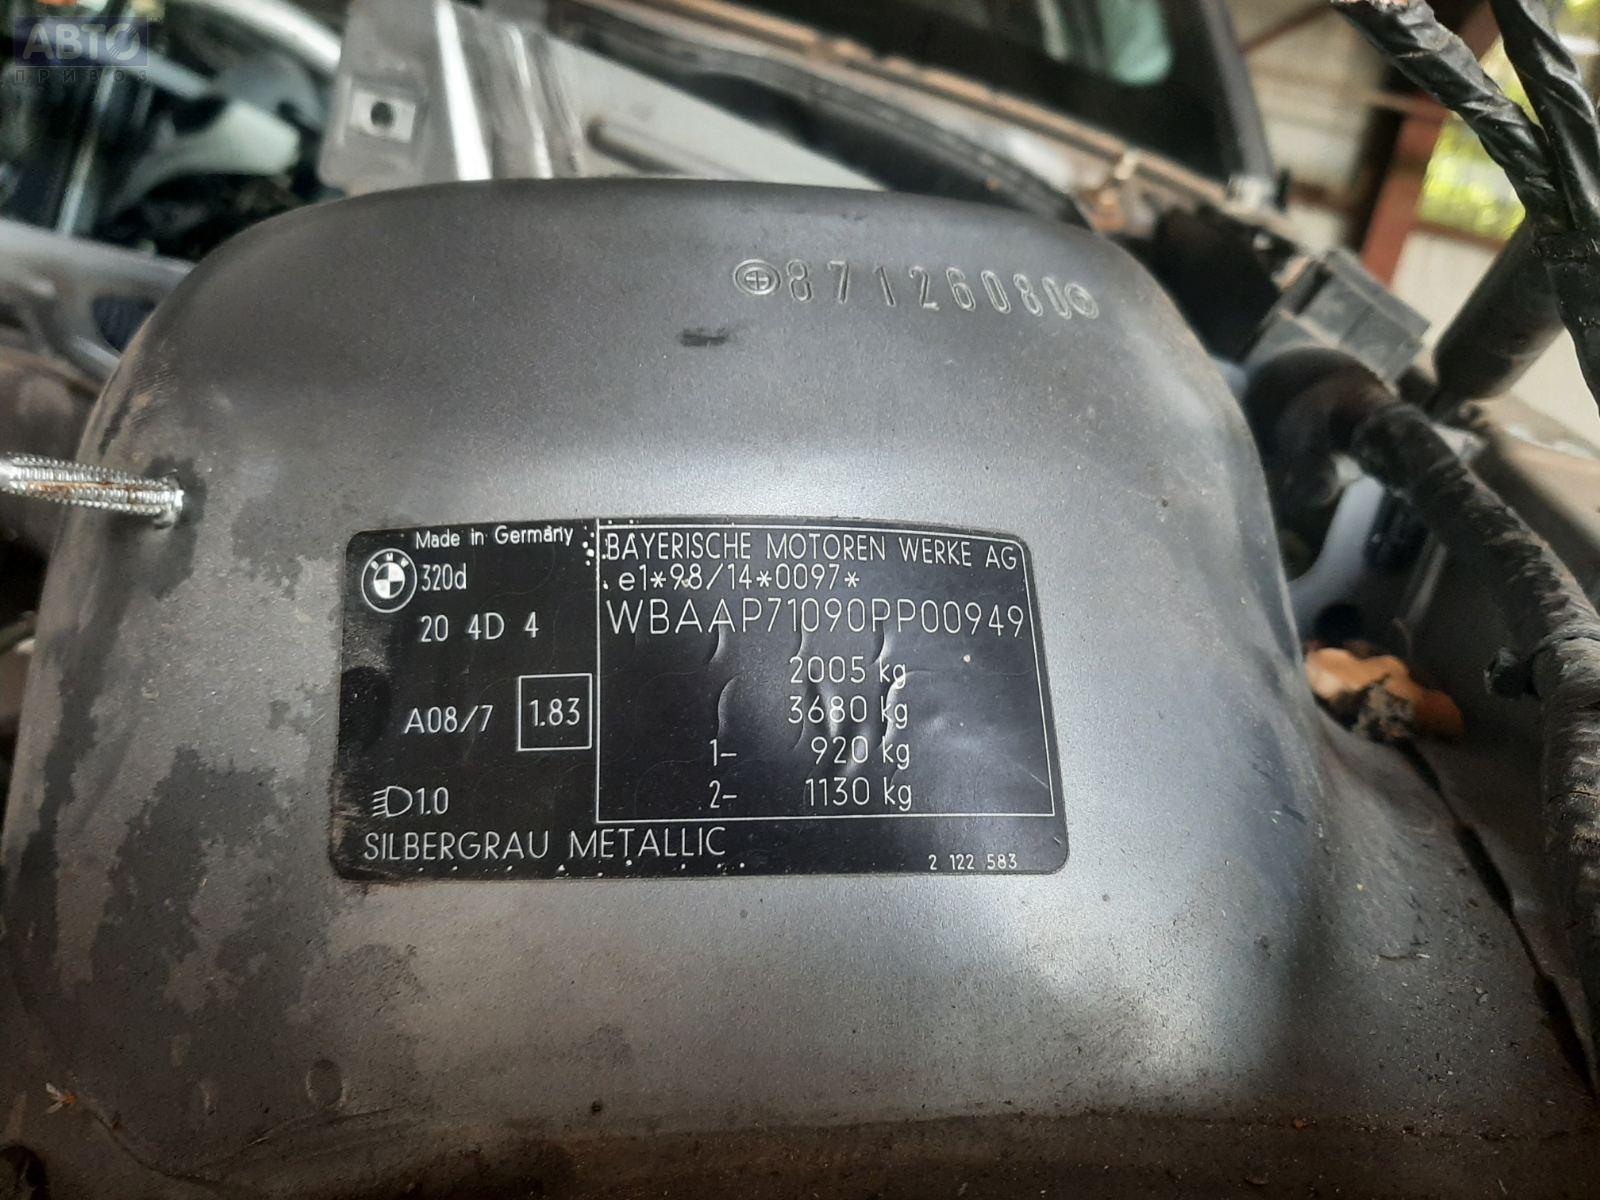 АВТО
ПРИВОЗ
87126080
Made in Germany
320d
20 4D 4
A08/7 1.83
1.0
SILBERGRAU METALLIC
BAYERISCHE MOTOREN WERKE AG
e1*98/14*0097*
WBAAP71090PP00949
2005 kg
3680 kg
1- 920 kg
2- 1130 kg
2 122 583